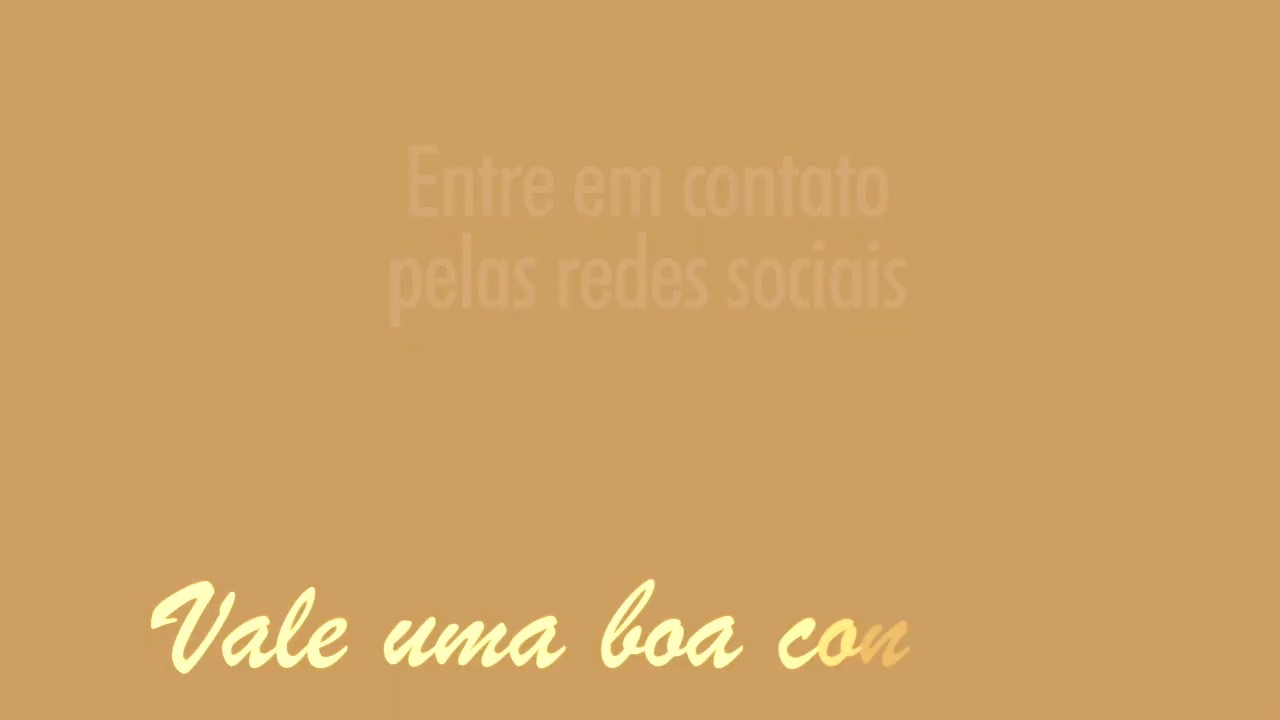 Entre em contato
pelas redes sociais
Vale uma boa con